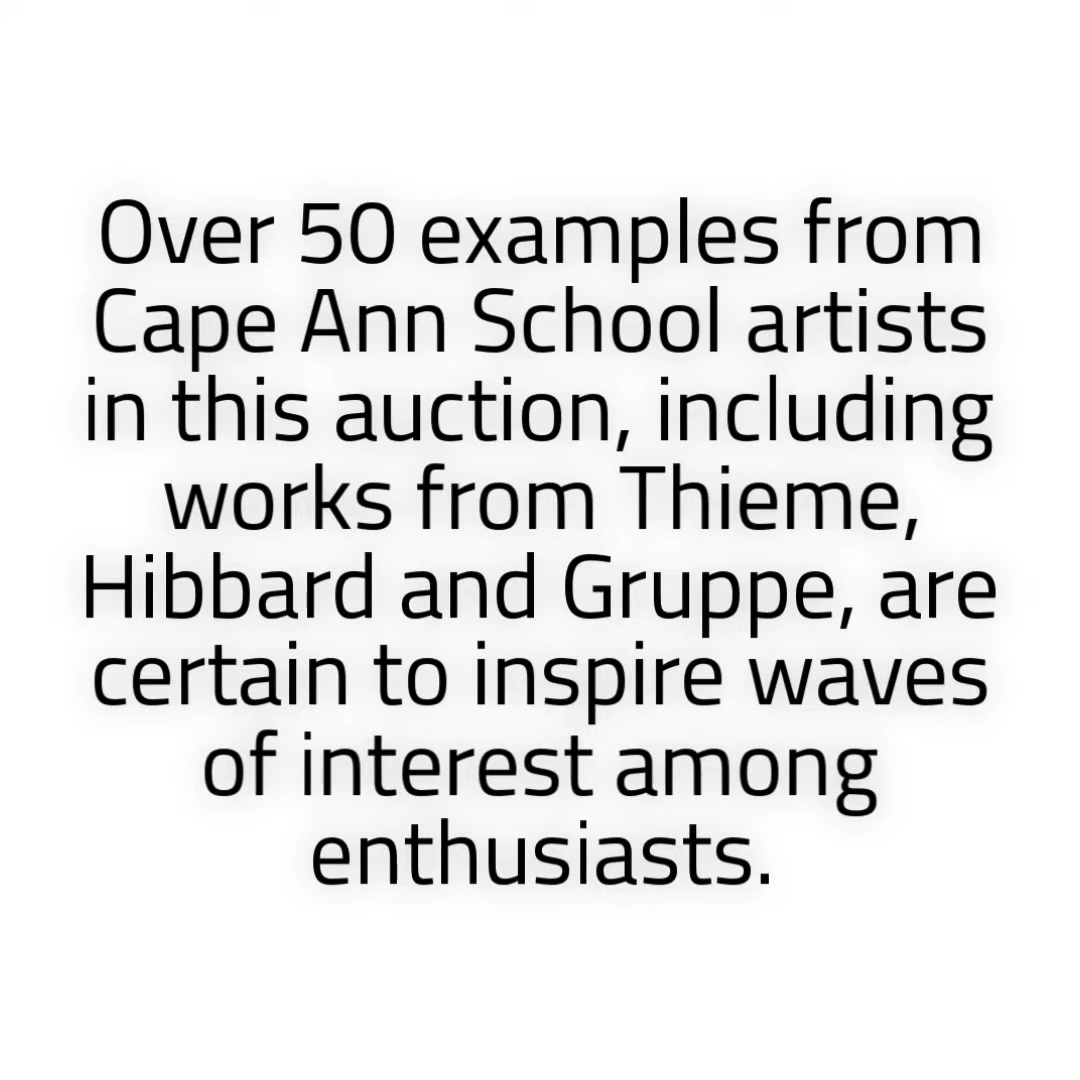 Over 50 examples from
Cape Ann School artists
in this auction, including
works from Thieme,
Hibbard and Gruppe, are
certain to inspire waves
of interest among
enthusiasts.